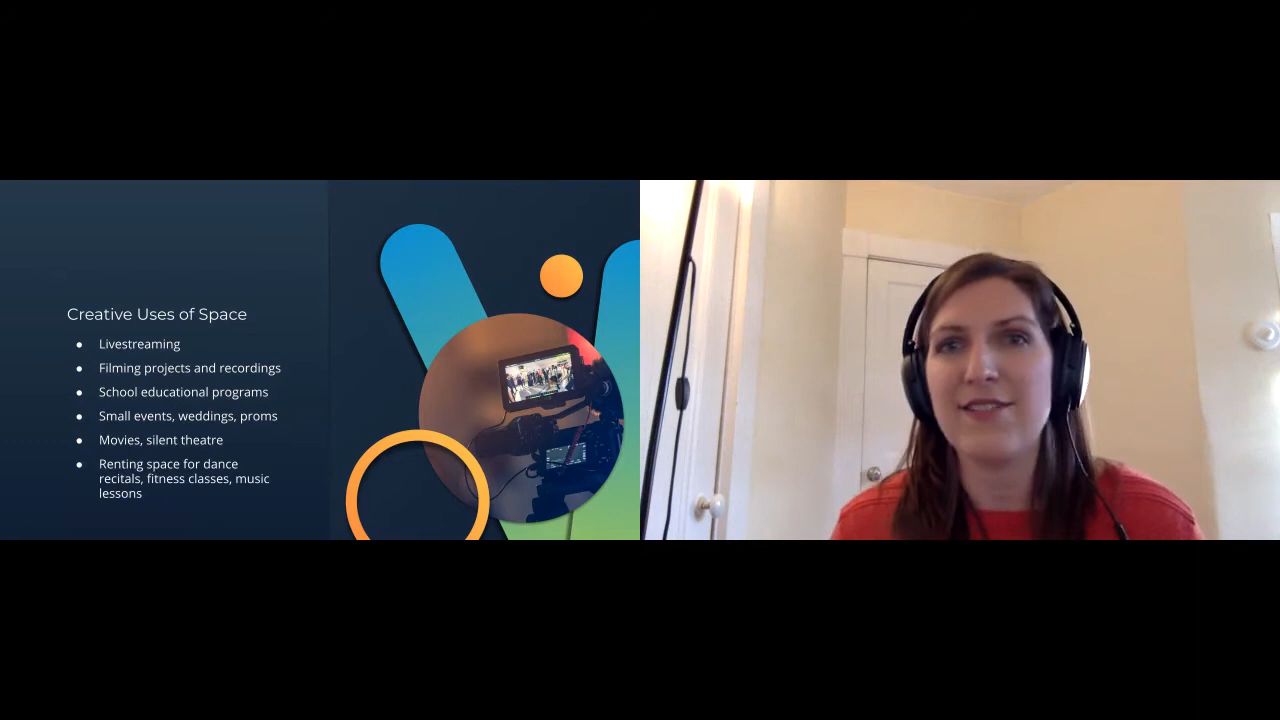 Creative Uses of Space
● Livestreaming
● Filming projects and recordings
● School educational programs
● Small events, weddings, proms
● Movies, silent theatre
● Renting space for dance
recitals, fitness classes, music
lessons